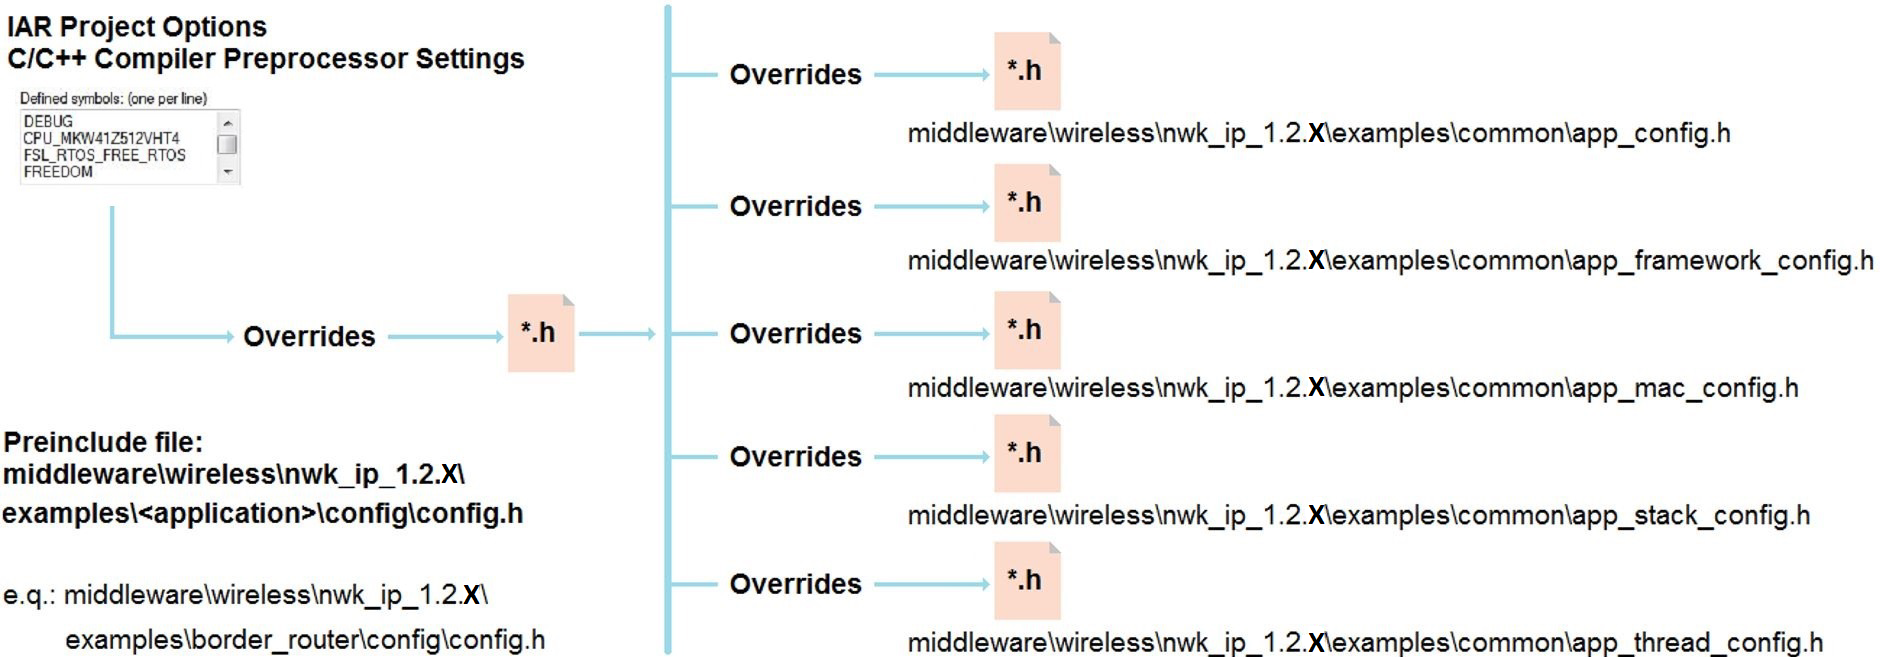 IAR Project Options
C/C++ Compiler Preprocessor Settings
Defined symbols: (one per line)
DEBUG
CPU_MKW41Z512VHT4
FSL_RTOS_FREE_RTOS
FREEDOM
Overrides
*.h
Preinclude file:
middleware\wireless\nwk_ip_1.2.X\
examples\<application>\config\config.h
e.q.: middleware\wireless\nwk_ip_1.2.X\
examples\border_router\config\config.h
Overrides
*.h
middleware\wireless\nwk_ip_1.2.X\examples\common\app_config.h
Overrides
*.h
middleware\wireless\nwk_ip_1.2.X\examples\common\app_framework_config.h
Overrides
*.h
middleware\wireless\nwk_ip_1.2.X\examples\common\app_mac_config.h
Overrides
*.h
middleware\wireless\nwk_ip_1.2.X\examples\common\app_stack_config.h
Overrides
*.h
middleware\wireless\nwk_ip_1.2.X\examples\common\app_thread_config.h